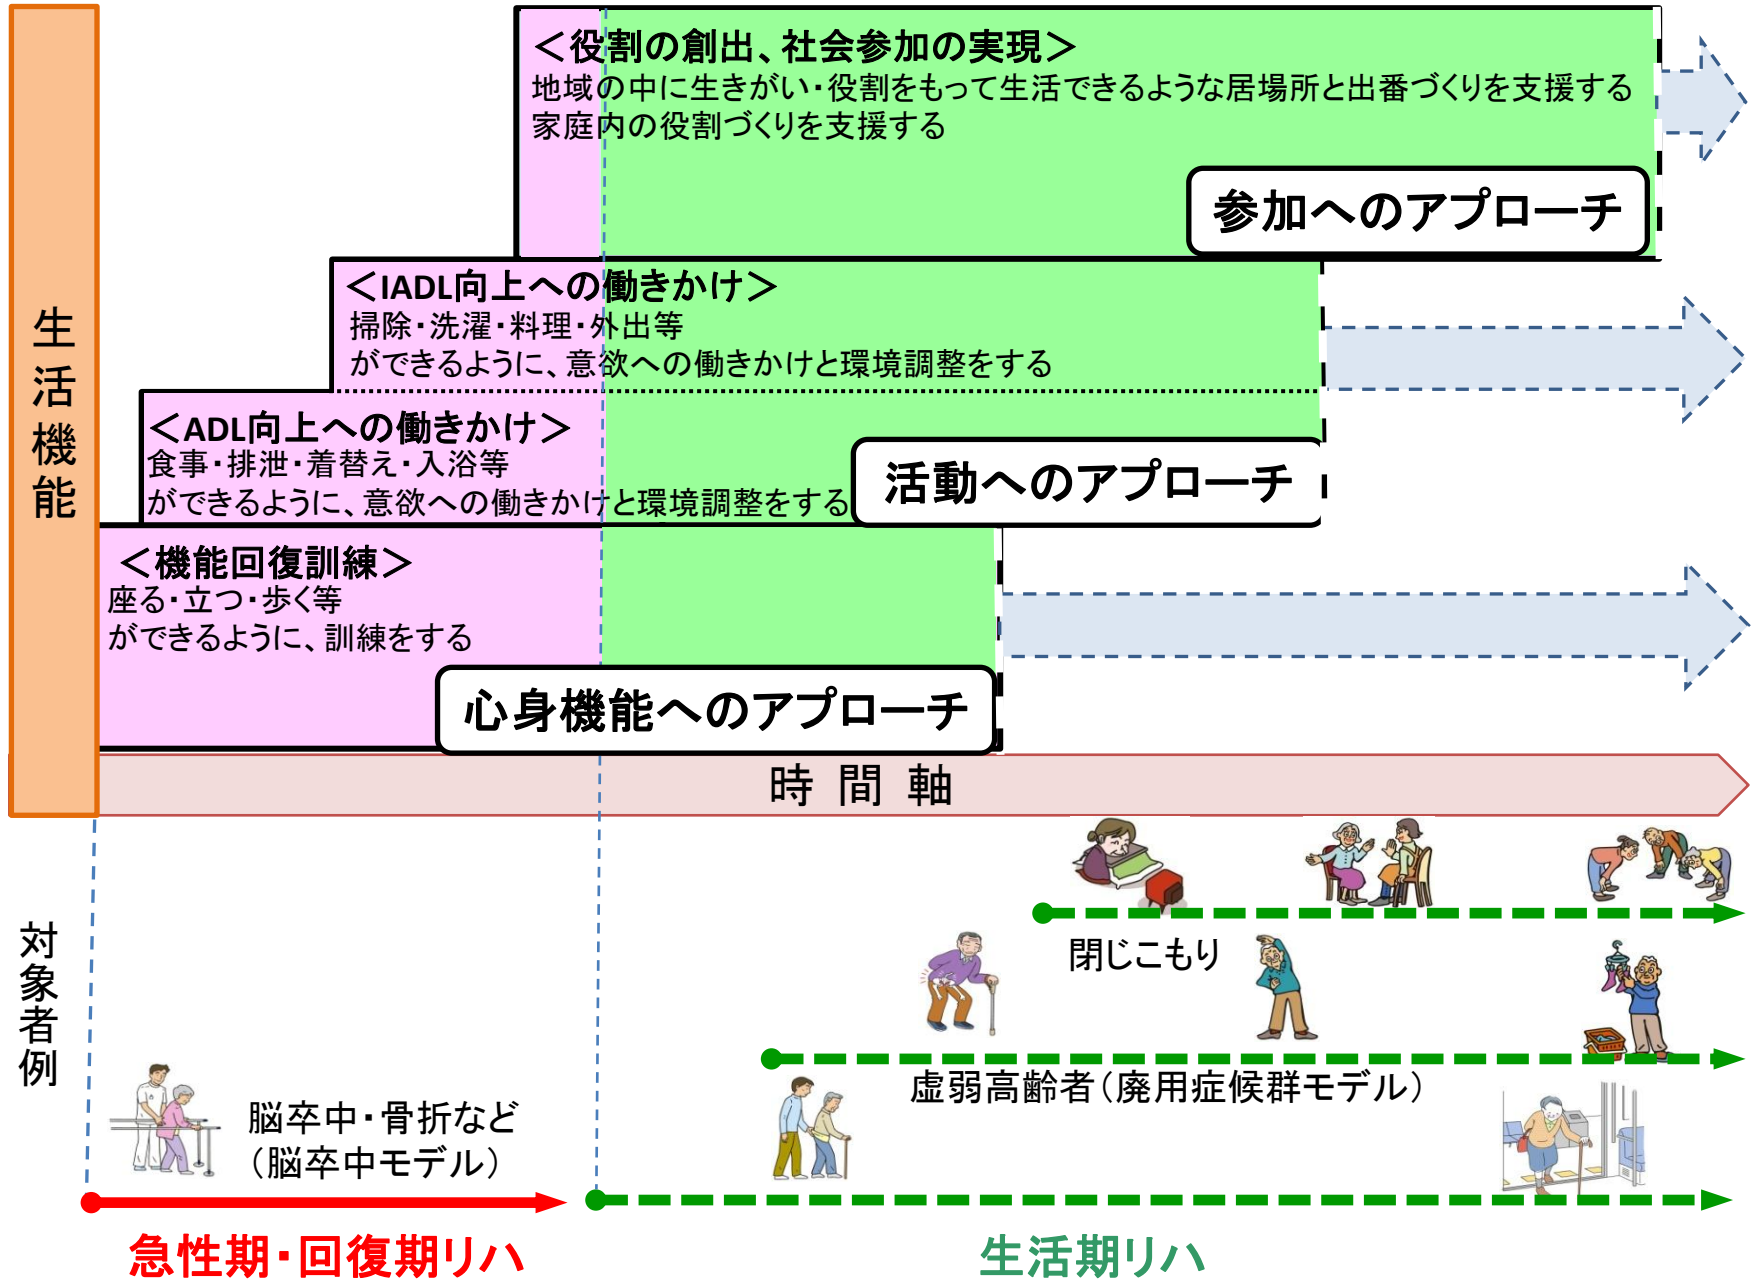 ＜役割の創出、社会参加の実現＞
地域の中に生きがい・役割をもって生活できるような居場所と出番づくりを支援する
家庭内の役割づくりを支援する
参加へのアプローチ
＜IADL向上への働きかけ＞
掃除・洗濯・料理・外出等
ができるように、意欲への働きかけと環境調整をする
＜ADL向上への働きかけ＞
食事・排泄・着替え・入浴等
ができるように、意欲への働きかけと環境調整をする
活動へのアプローチ
＜機能回復訓練＞
座る・立つ・歩く等
ができるように、訓練をする
心身機能へのアプローチ
生活機能
時間軸
対象者例
閉じこもり
虚弱高齢者（廃用症候群モデル）
脳卒中・骨折など
（脳卒中モデル）
急性期・回復期リハ
生活期リハ